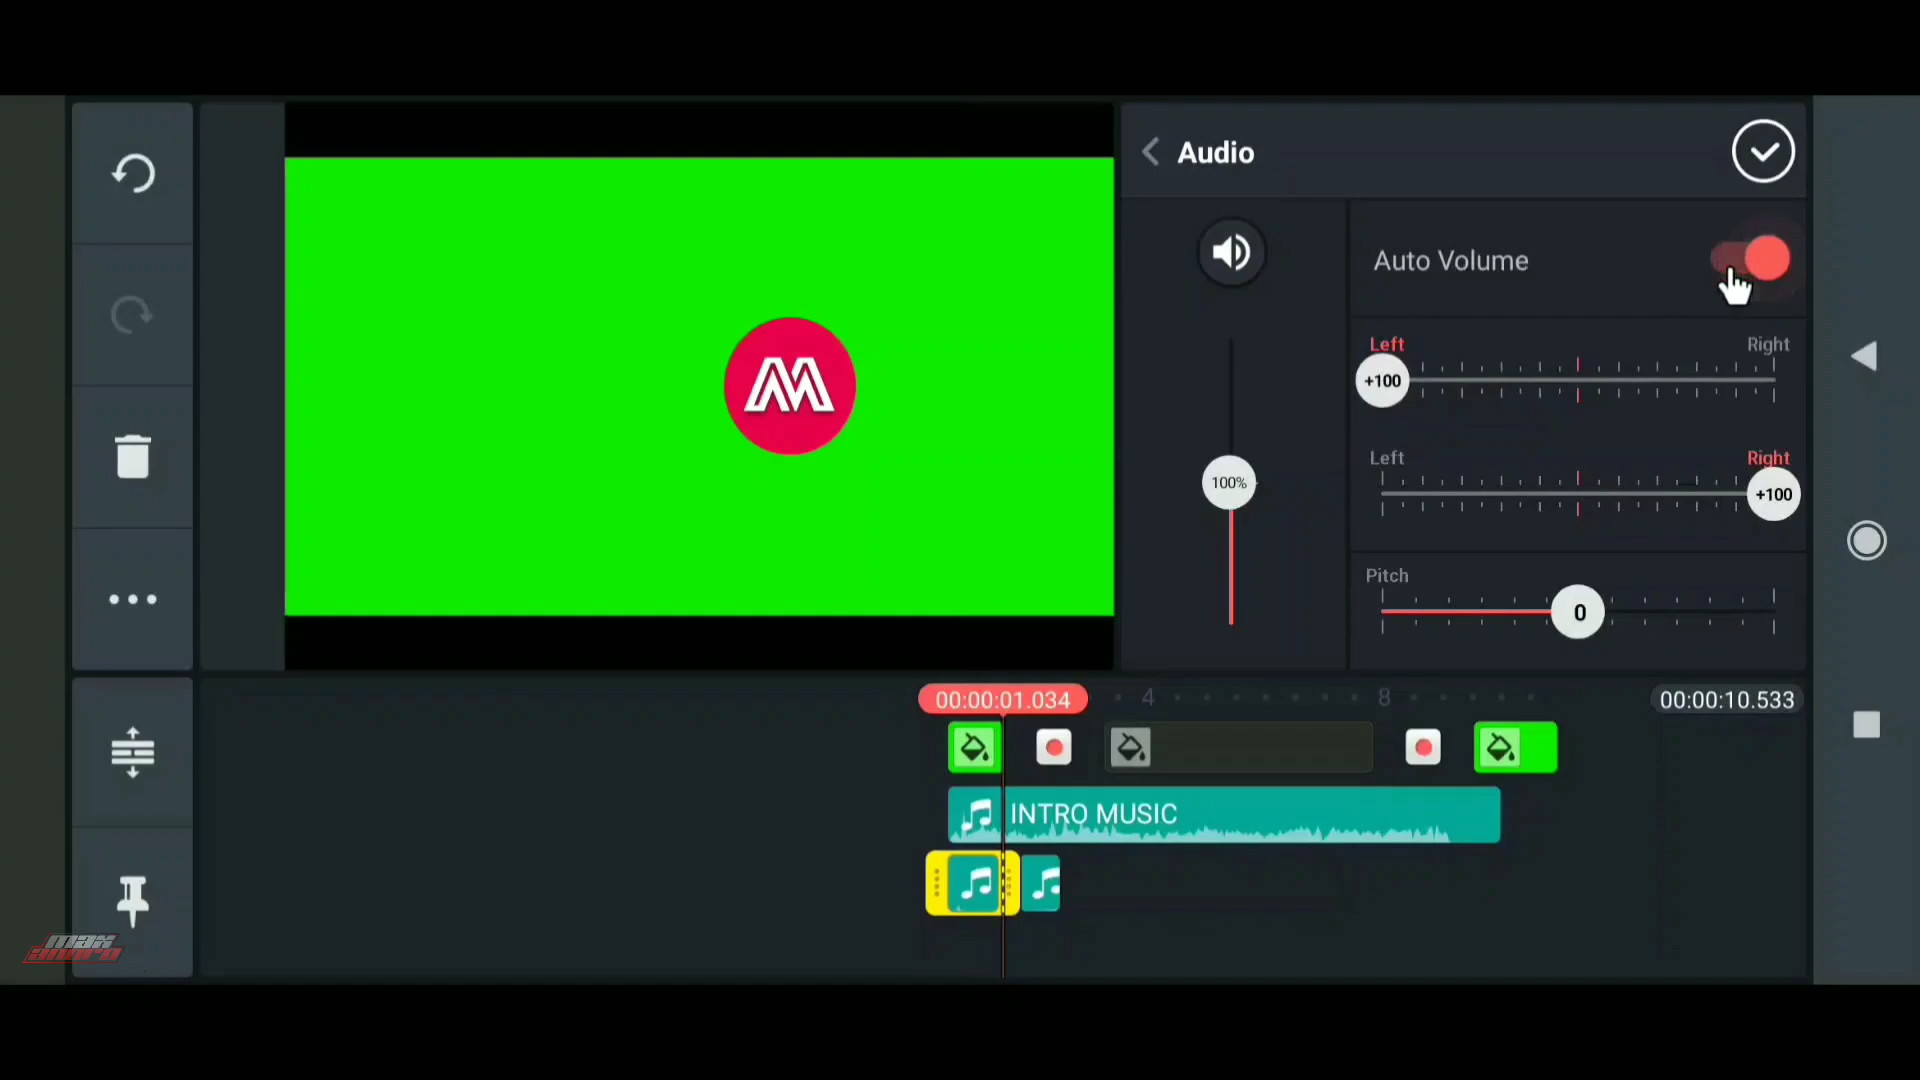 Audio
Auto Volume
Left Right
+100
100%
Left Right
+100
Pitch
0
00:00:01.034 4 8 00:00:10.533
INTRO MUSIC
MAX
ANDRO
M